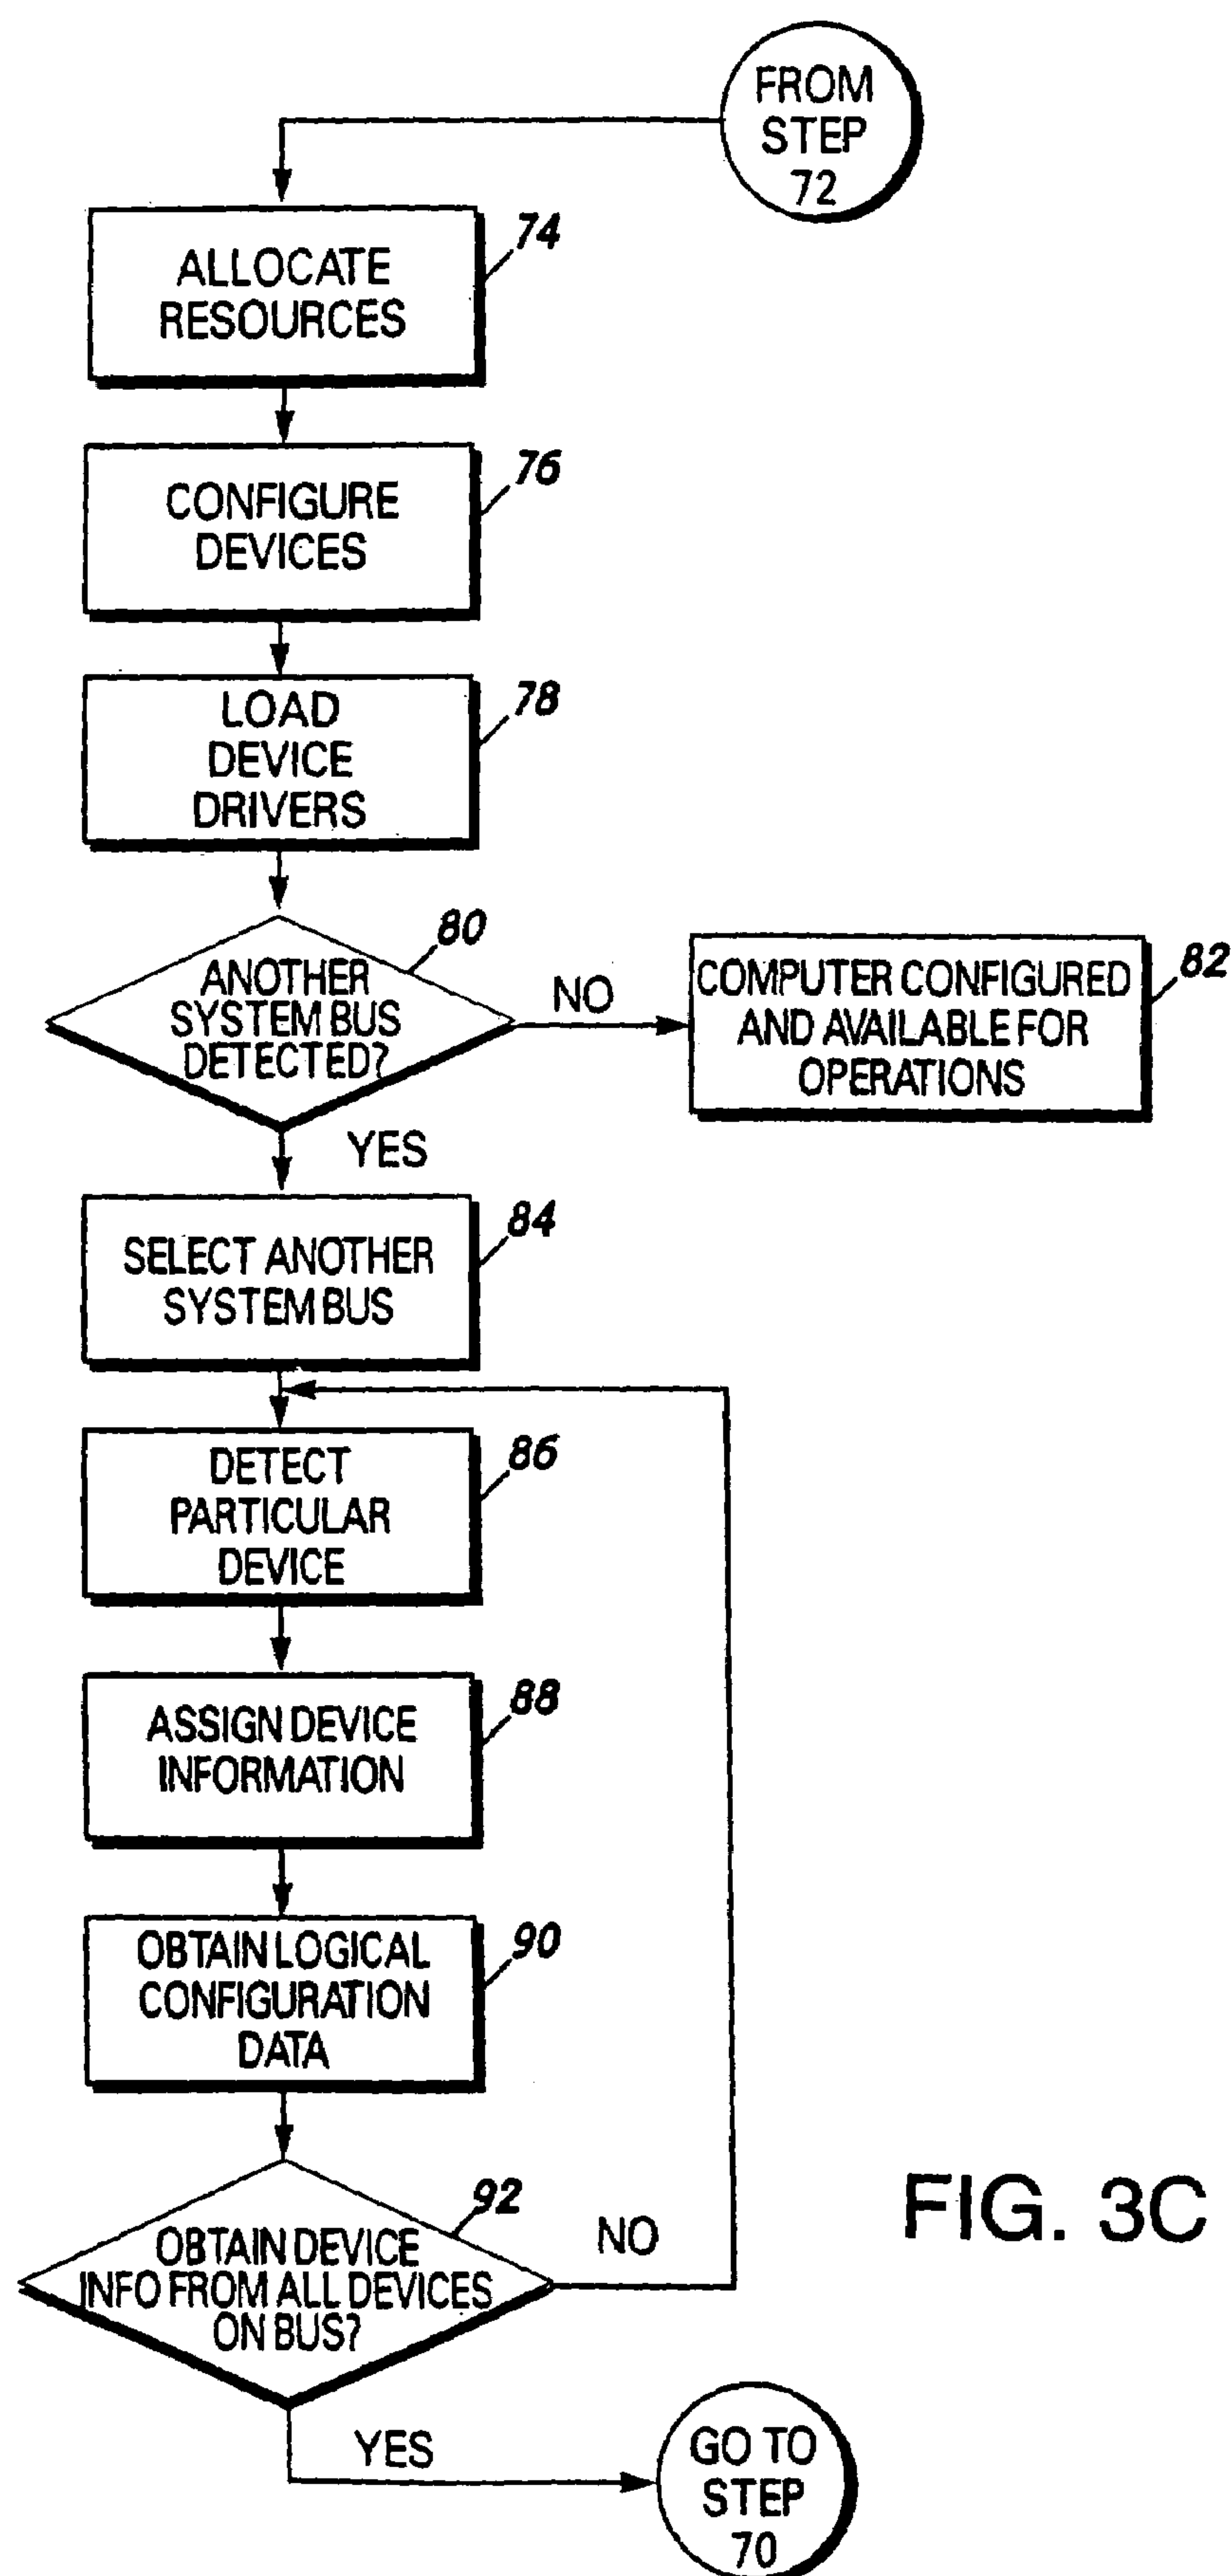 FROM
STEP
72
74
ALLOCATE
RESOURCES
76
CONFIGURE
DEVICES
78
LOAD
DEVICE
DRIVERS
80
ANOTHER
SYSTEM BUS
DETECTED?
NO
82
COMPUTER CONFIGURED
AND AVAILABLE FOR
OPERATIONS
YES
84
SELECT ANOTHER
SYSTEM BUS
86
DETECT
PARTICULAR
DEVICE
88
ASSIGN DEVICE
INFORMATION
90
OBTAIN LOGICAL
CONFIGURATION
DATA
92
OBTAIN DEVICE
INFO FROM ALL DEVICES
ON BUS?
NO
FIG. 3C
YES
GO TO
STEP
70